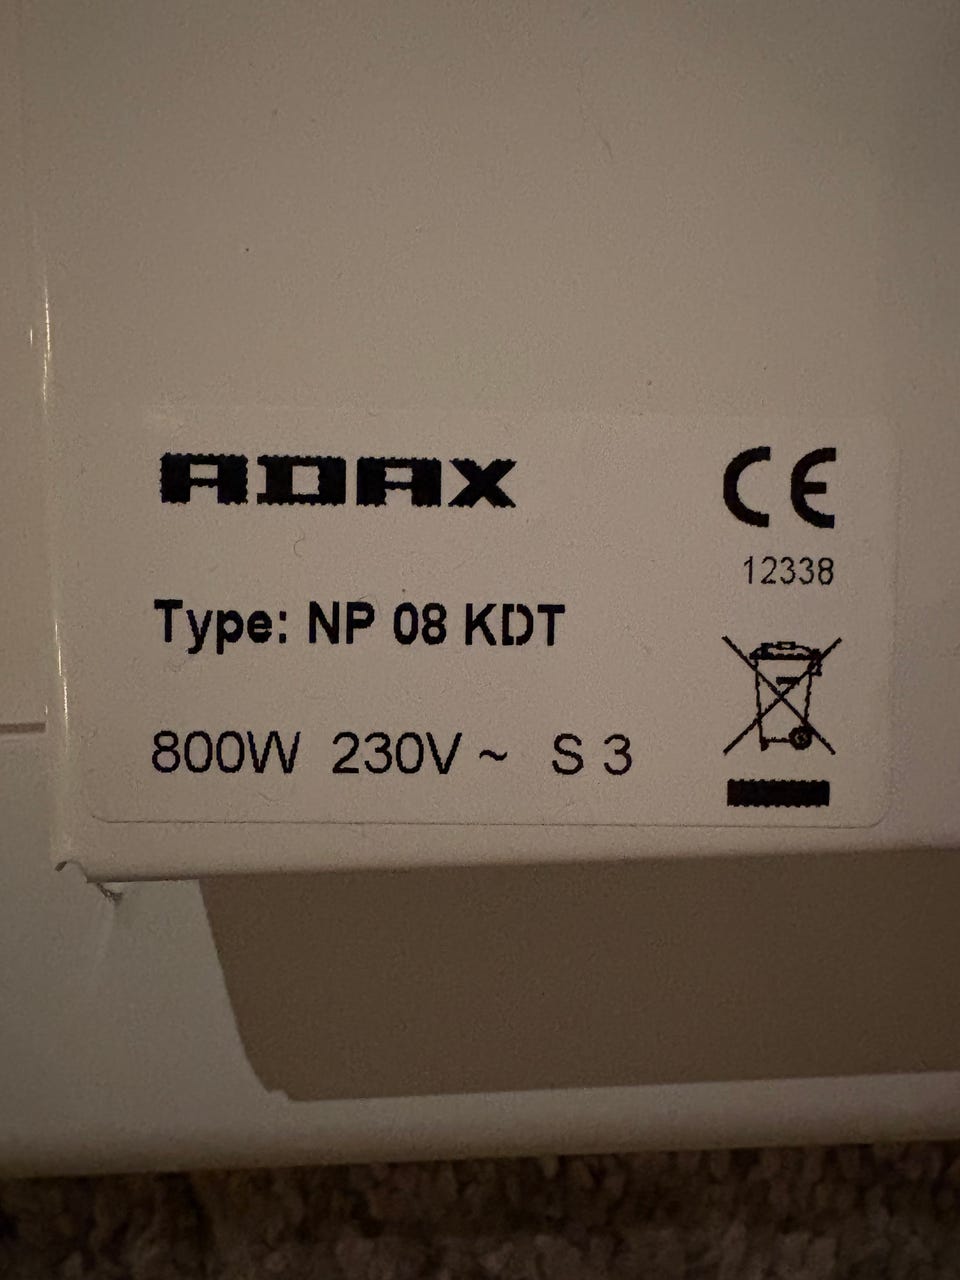 ADAX
CE
12338
Type: NP 08 KDT
800W 230V ~ S 3